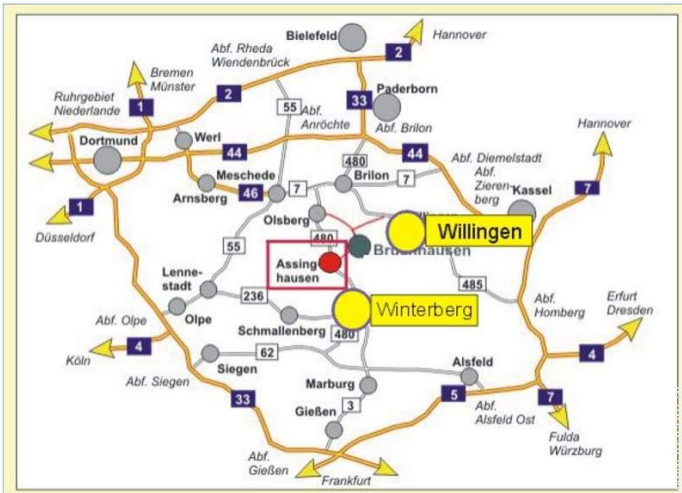 Bielefeld
Hannover
2
Abf. Rheda
Wiendenbrück
Bremen
Münster
2
Ruhrgebiet
Niederlande
1
55
33
Paderborn
Abf.
Anröchte
Abf. Brilon
Hannover
Werl
Dortmund
44
480
44
Abf. Diemelstadt
Abf.
Zieren-
berg
Kassel
7
Meschede
46
7
Brilon
7
Arnsberg
1
Olsberg
Düsseldorf
480
Willingen
55
Assing
hausen
Lenne-
stadt
485
236
Winterberg
Abf.
Homberg
Erfurt
Dresden
Abf. Olpe
Olpe
Schmallenberg
480
4
Köln
62
4
Siegen
Alsfeld
Abf. Siegen
Marburg
33
3
5
7
Gießen
Abf.
Alsfeld Ost
Fulda
Würzburg
Abf.
Gießen
Frankfurt